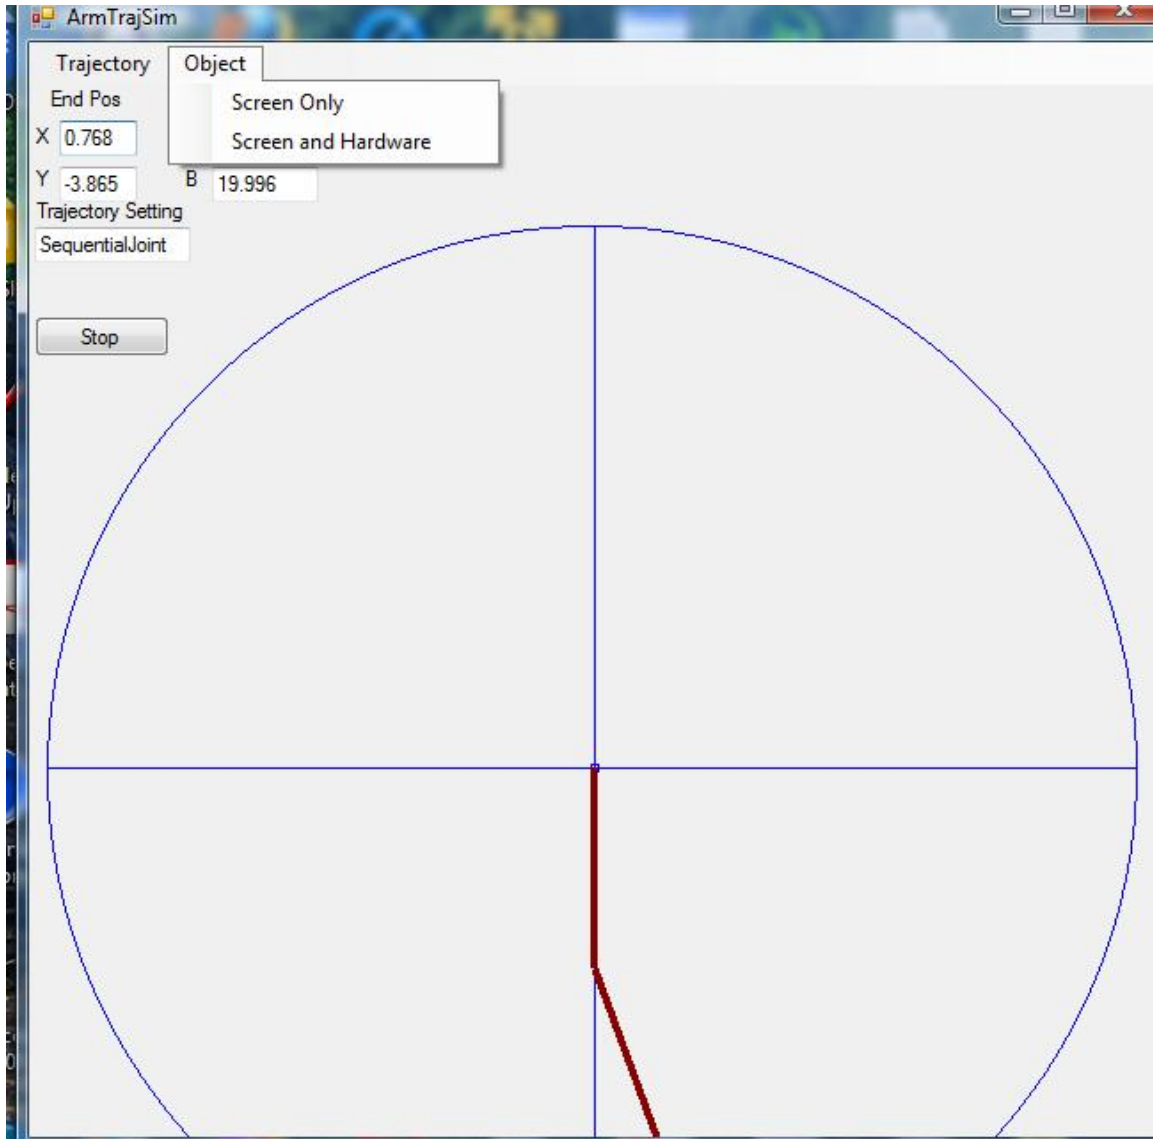 ArmTrajSim
Trajectory Object
End Pos
Screen Only
X 0.768
Screen and Hardware
Y -3.865 B 19.996
Trajectory Setting
SequentialJoint
Stop